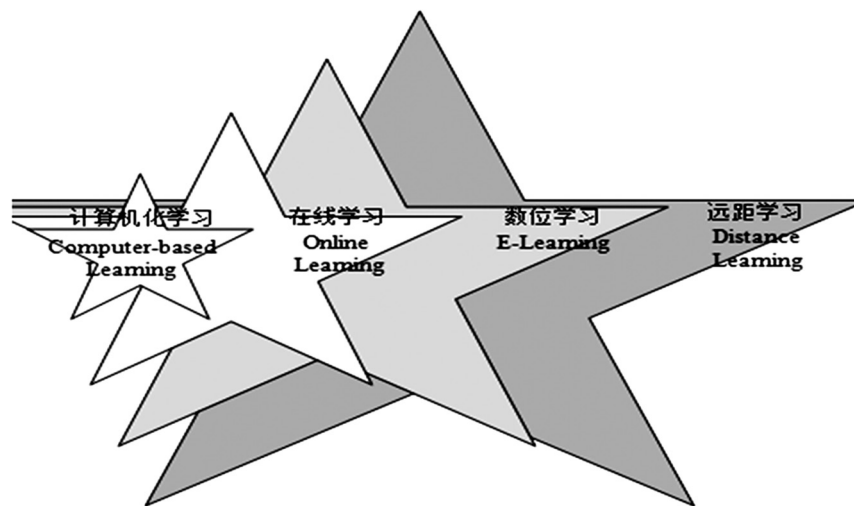 计算机化学习
Computer-based
Learning
在线学习
Online
Learning
数位学习
E-Learning
远距学习
Distance
Learning